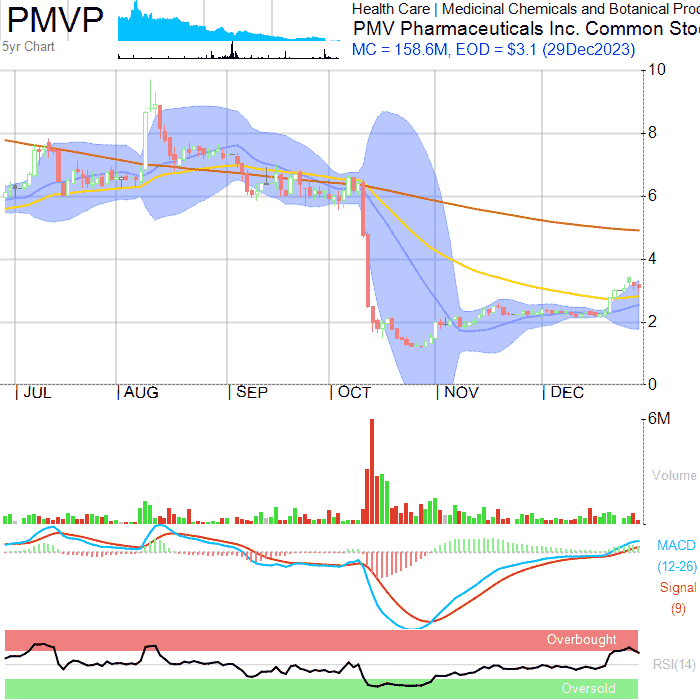 PMVP
5yr Chart
Health Care | Medicinal Chemicals and Botanical Pro
PMV Pharmaceuticals Inc. Common Sto
MC = 158.6M, EOD = $3.1 (29Dec2023)
10
8
6
4
2
0
JUL AUG SEP OCT NOV DEC
6M
Volume
MACD
(12-26)
Signal
(9)
Overbought
RSI(14)
Oversold